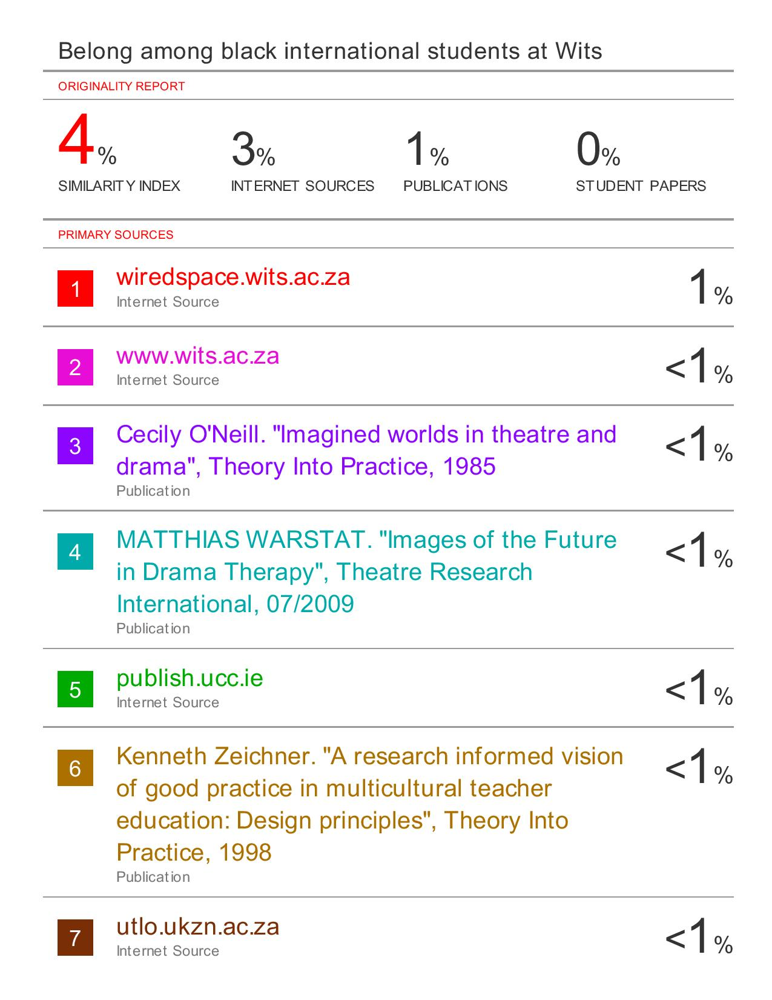 Belong among black international students at Wits
ORIGINALITY REPORT
4% 3% 1% 0%
SIMILARITY INDEX INTERNET SOURCES PUBLICATIONS STUDENT PAPERS
PRIMARY SOURCES
1 wiredspace.wits.ac.za 1%
Internet Source
2 www.wits.ac.za <1%
Internet Source
3 Cecily O'Neill. "Imagined worlds in theatre and <1%
drama", Theory Into Practice, 1985
Publication
4 MATTHIAS WARSTAT. "Images of the Future <1%
in Drama Therapy", Theatre Research
International, 07/2009
Publication
5 publish.ucc.ie <1%
Internet Source
6 Kenneth Zeichner. "A research informed vision <1%
of good practice in multicultural teacher
education: Design principles", Theory Into
Practice, 1998
Publication
7 utlo.ukzn.ac.za <1%
Internet Source